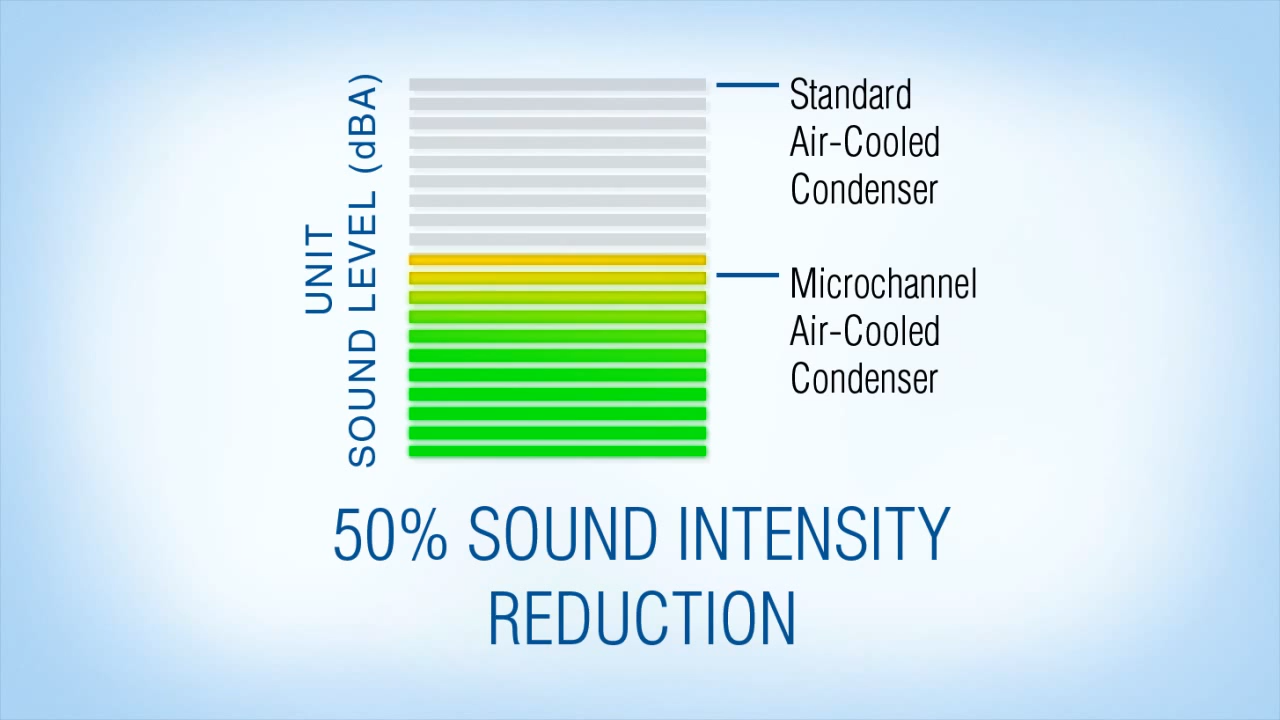 UNIT
SOUND LEVEL (dBA)
Standard
Air-Cooled
Condenser
Microchannel
Air-Cooled
Condenser
50% SOUND INTENSITY
REDUCTION